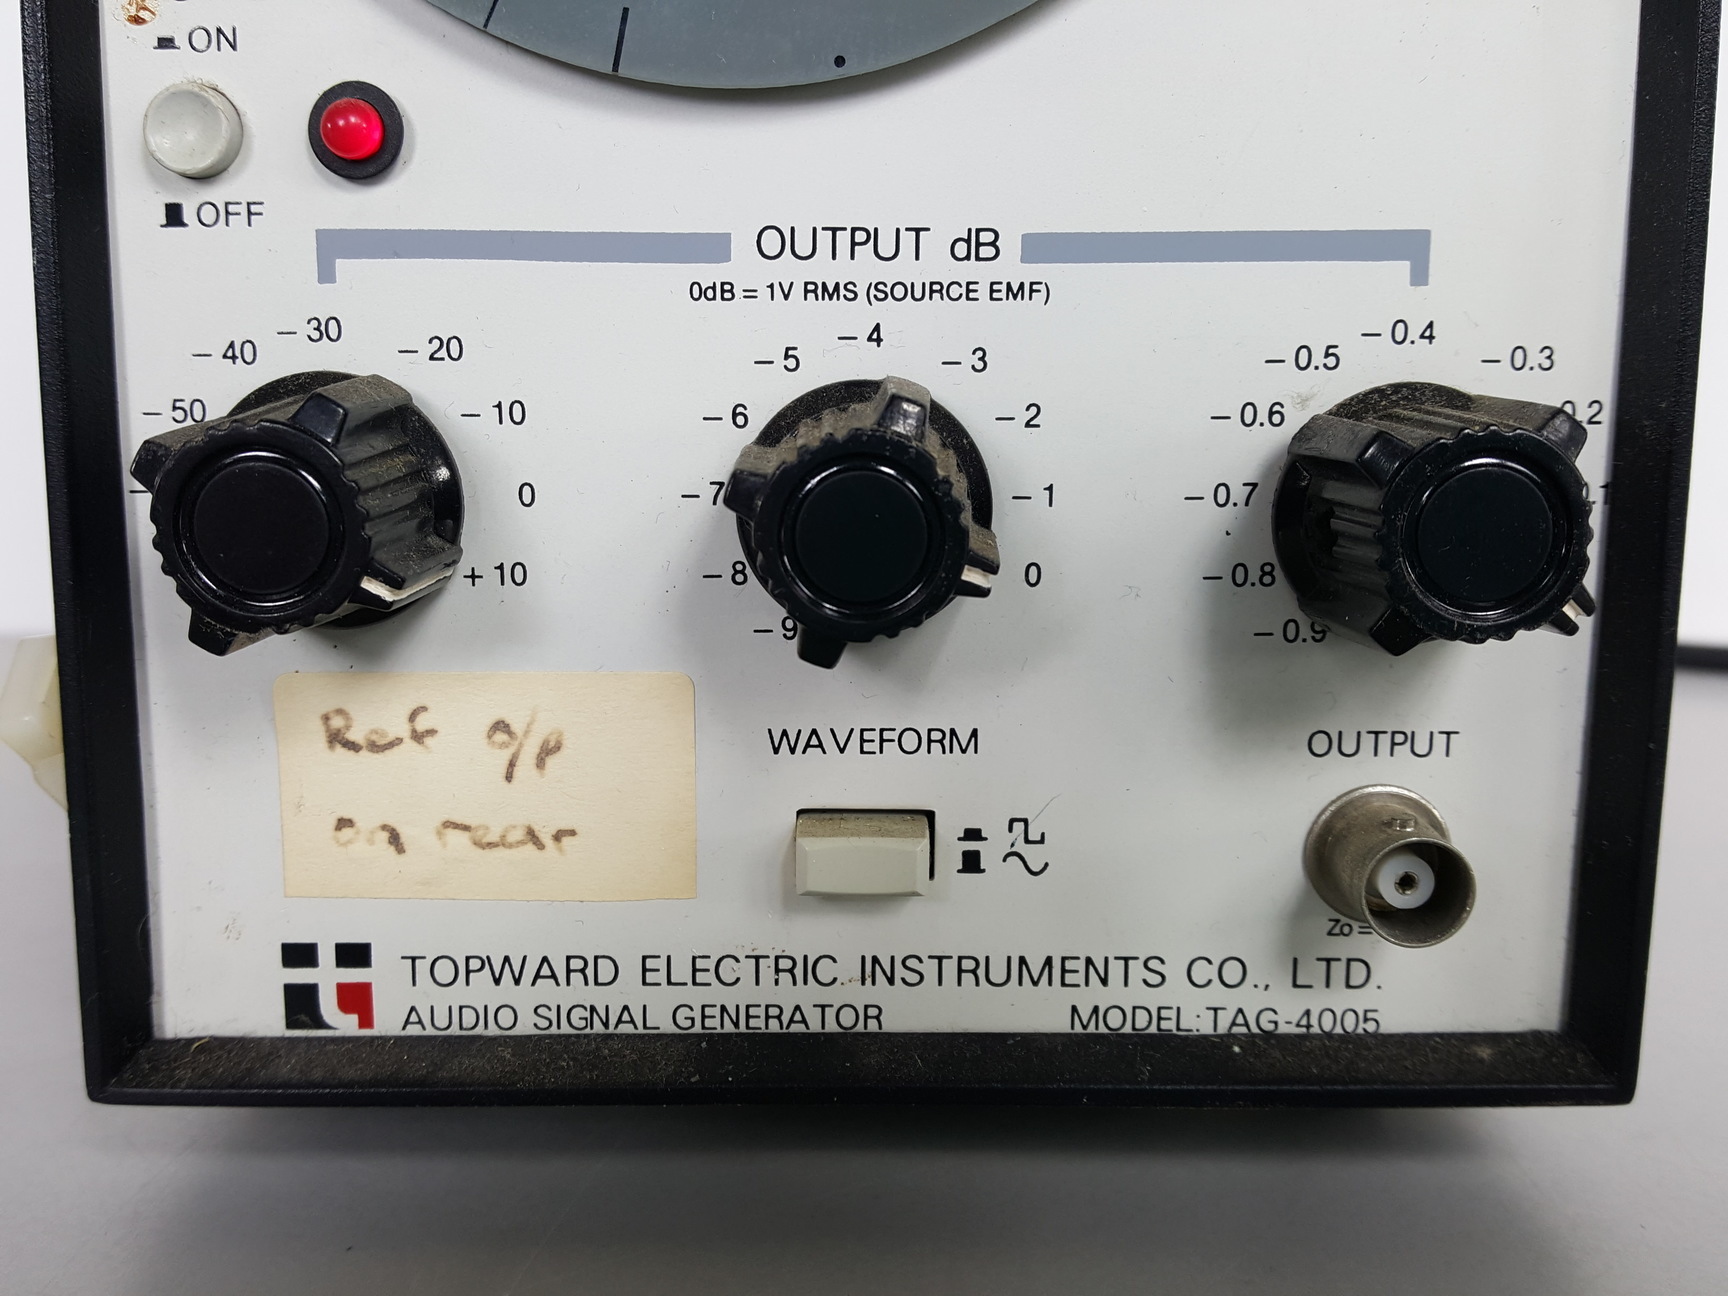 ON
OFF
OUTPUT dB
0dB = 1V RMS (SOURCE EMF)
-50 -40 -30 -20 -10 0 +10
-9 -8 -7 -6 -5 -4 -3 -2 -1 0
-0.9 -0.8 -0.7 -0.6 -0.5 -0.4 -0.3
Ref o/p
on rear
WAVEFORM
OUTPUT
Zo=
TOPWARD ELECTRIC INSTRUMENTS CO., LTD.
AUDIO SIGNAL GENERATOR MODEL: TAG-4005